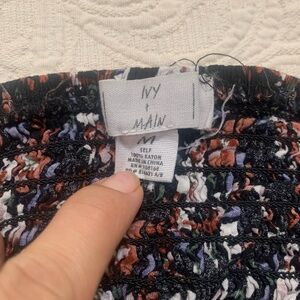 IVY
+
MAIN
M
SELF
100% RAYON
MADE IN CHINA